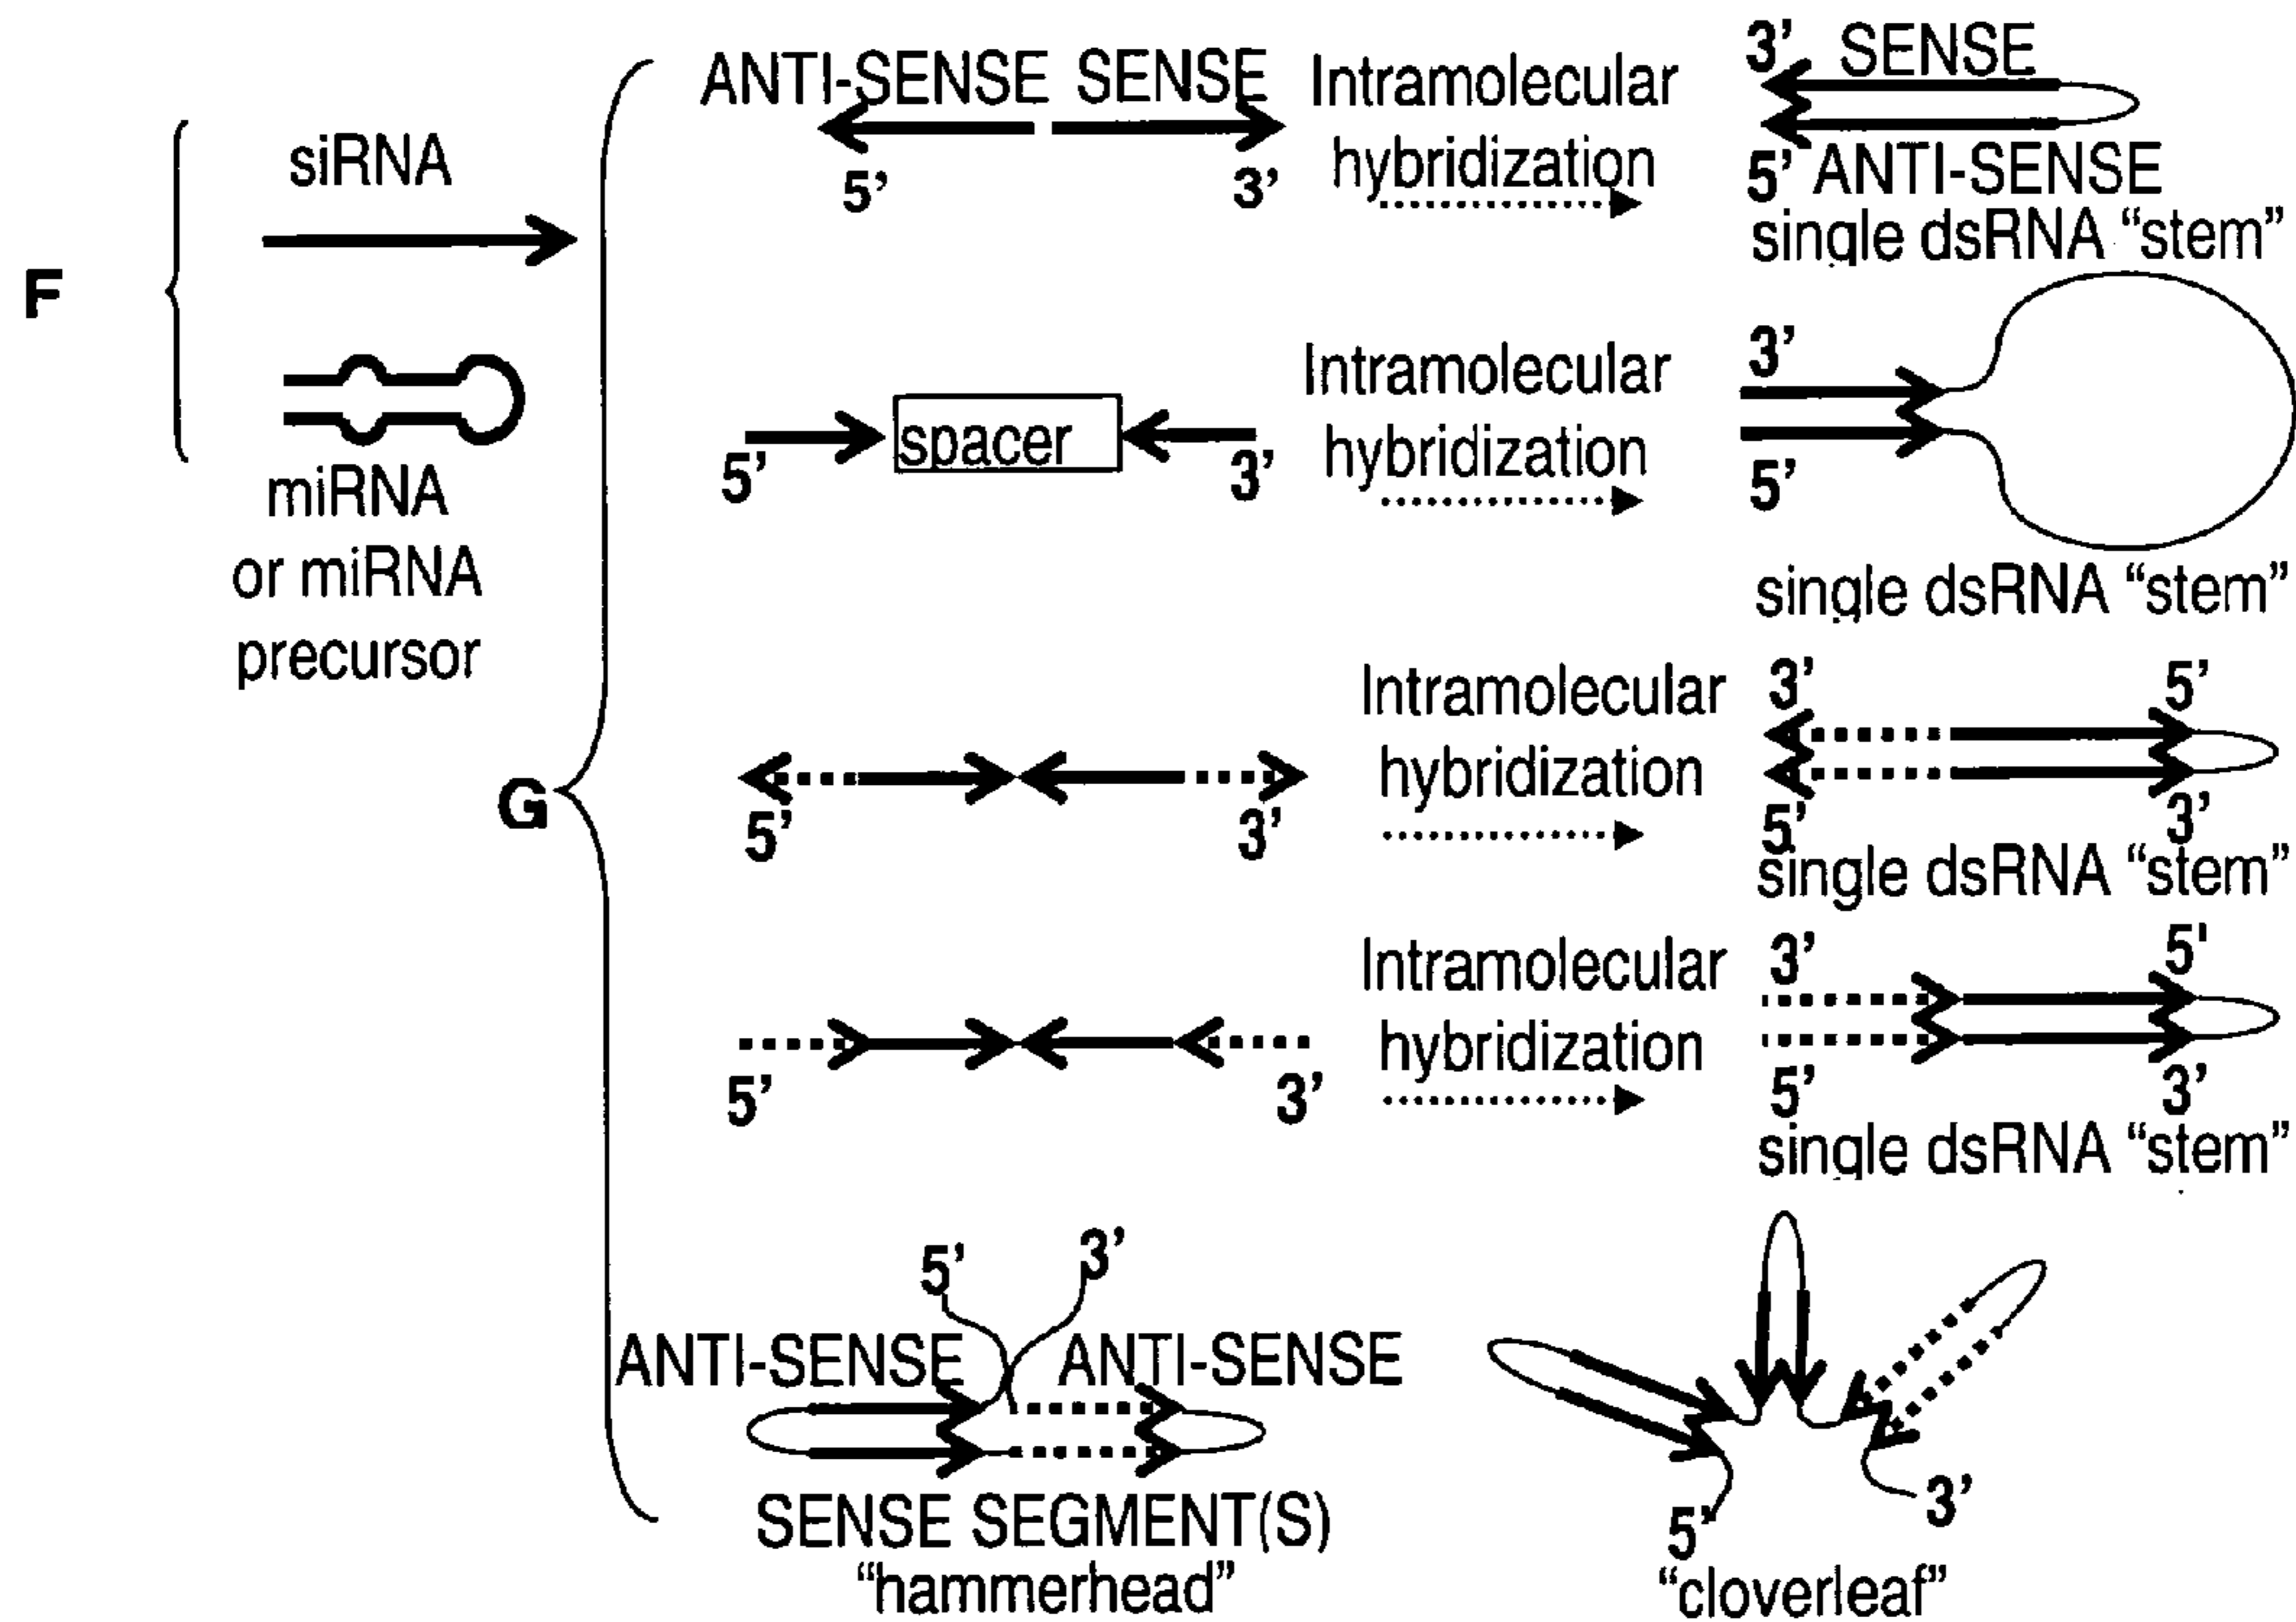 F
siRNA
miRNA
or miRNA
precursor
G
ANTI-SENSE SENSE
5' 3'
Intramolecular
hybridization
3' SENSE
5' ANTI-SENSE
single dsRNA “stem”
5' spacer 3'
Intramolecular
hybridization
3'
5'
single dsRNA “stem”
5' 3'
Intramolecular
hybridization
3' 5'
5' 3'
single dsRNA “stem”
5' 3'
Intramolecular
hybridization
3' 5'
5' 3'
single dsRNA “stem”
5' 3'
ANTI-SENSE ANTI-SENSE
SENSE SEGMENT(S)
“hammerhead”
5' 3'
“cloverleaf”